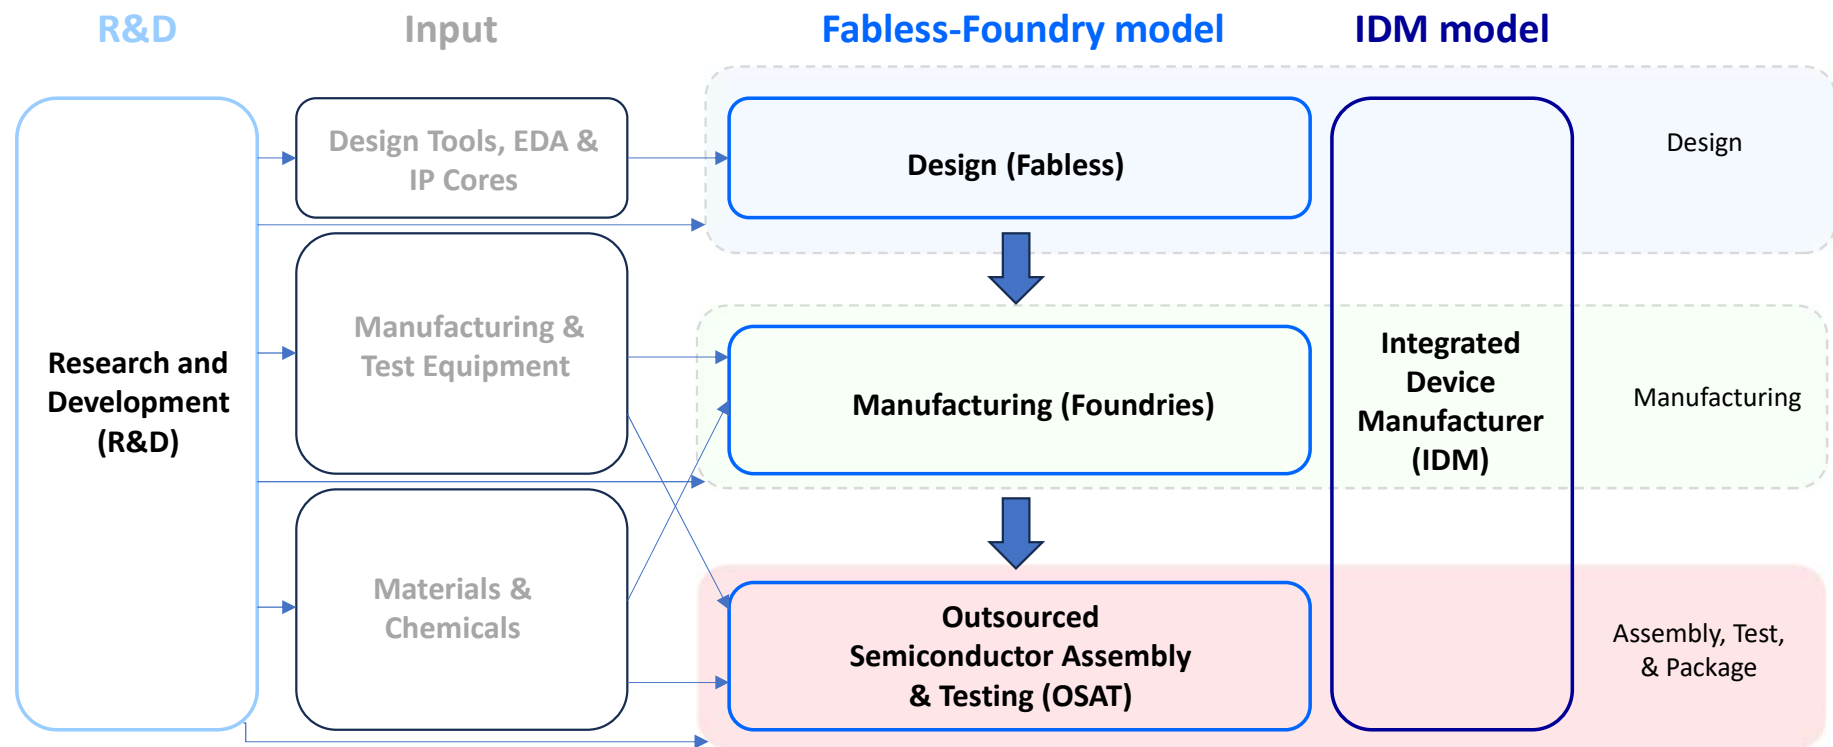 R&D
Input
Fabless-Foundry model
IDM model
Design Tools, EDA &
IP Cores
Design (Fabless)
Design
Research and
Development
(R&D)
Manufacturing &
Test Equipment
Manufacturing (Foundries)
Integrated
Device
Manufacturer
(IDM)
Manufacturing
Materials &
Chemicals
Outsourced
Semiconductor Assembly
& Testing (OSAT)
Assembly, Test,
& Package